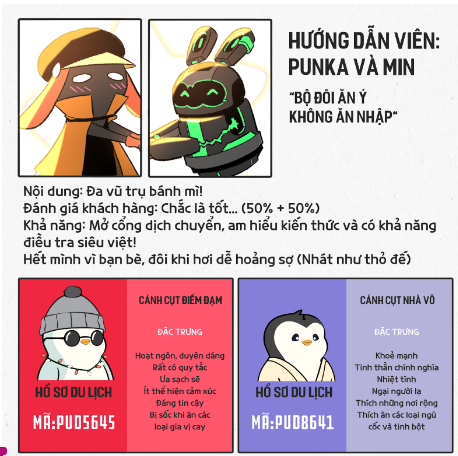 HƯỚNG DẪN VIÊN:
PUNKA VÀ MIN
“BỘ ĐÔI ĂN Ý
KHÔNG ĂN NHẬP“
Nội dung: Đa vũ trụ bánh mì!
Đánh giá khách hàng: Chắc là tốt... (50% + 50%)
Khả năng: Mở cổng dịch chuyển, am hiểu kiến thức và có khả năng
điều tra siêu việt!
Hết mình vì bạn bè, đôi khi hơi dễ hoảng sợ (Nhát như thỏ đế)
CÁNH CỤT ĐIỀM ĐẠM
ĐẶC TRƯNG
Hoạt ngôn, duyên dáng
Rất có quy tắc
Ưa sạch sẽ
Ít thể hiện cảm xúc
Đáng tin cậy
Bị sốc khi ăn các
loại gia vị cay
HỒ SƠ DU LỊCH
MÃ:PUD5645
CÁNH CỤT NHÀ VÕ
ĐẶC TRƯNG
Khoẻ mạnh
Tinh thần chính nghĩa
Nhiệt tình
Ngại người lạ
Thích những nơi rộng
Thích ăn các loại ngũ
cốc và tinh bột
HỒ SƠ DU LỊCH
MÃ:PUD8641